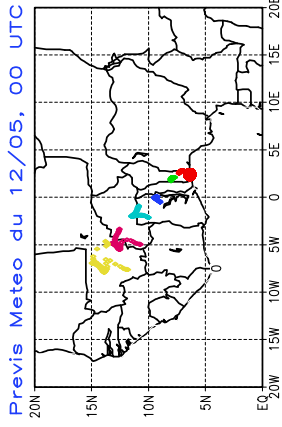 Previs Meteo du 12/05, 00 UTC
20E
15E
10E
5E
0
5W
10W
15W
20W
20N
15N
10N
5N
EQ
0